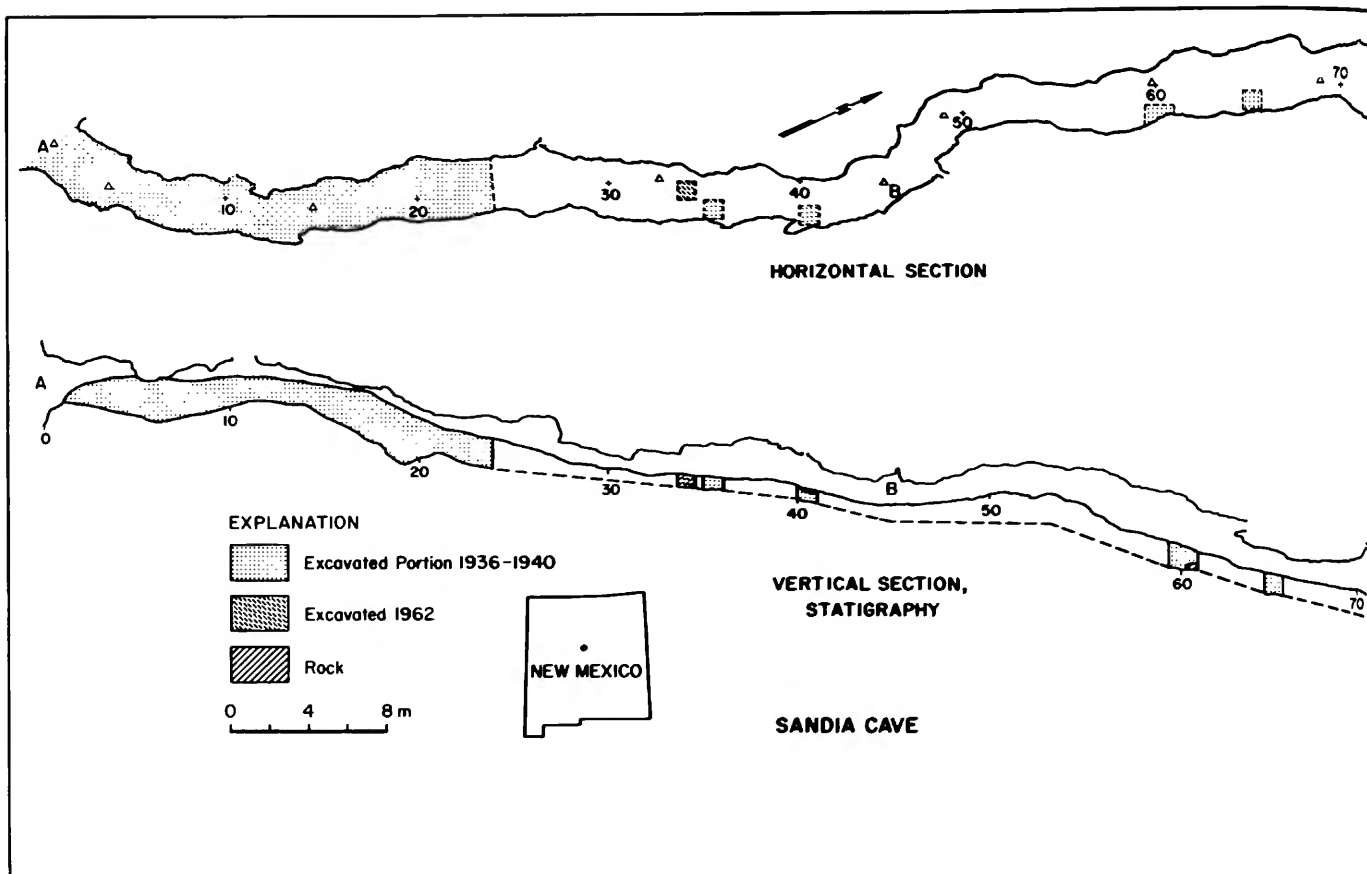 A
10
20
30
40
B
50
60
70
HORIZONTAL SECTION
A
0
10
20
30
40
B
50
60
70
EXPLANATION
Excavated Portion 1936-1940
Excavated 1962
Rock
0 4 8 m
NEW MEXICO
VERTICAL SECTION,
STATIGRAPHY
SANDIA CAVE